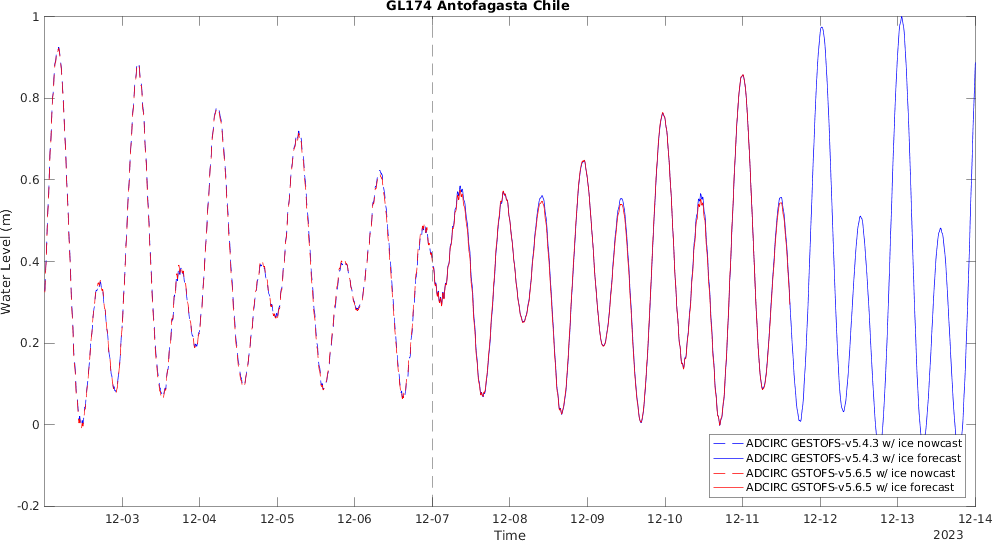 GL174 Antofagasta Chile
1
0.8
0.6
0.4
0.2
0
-0.2
Water Level (m)
ADCIRC GESTOFS-v5.4.3 w/ ice nowcast
ADCIRC GESTOFS-v5.4.3 w/ ice forecast
ADCIRC GSTOFS-v5.6.5 w/ ice nowcast
ADCIRC GSTOFS-v5.6.5 w/ ice forecast
12-03 12-04 12-05 12-06 12-07 12-08 12-09 12-10 12-11 12-12 12-13 12-14
Time
2023